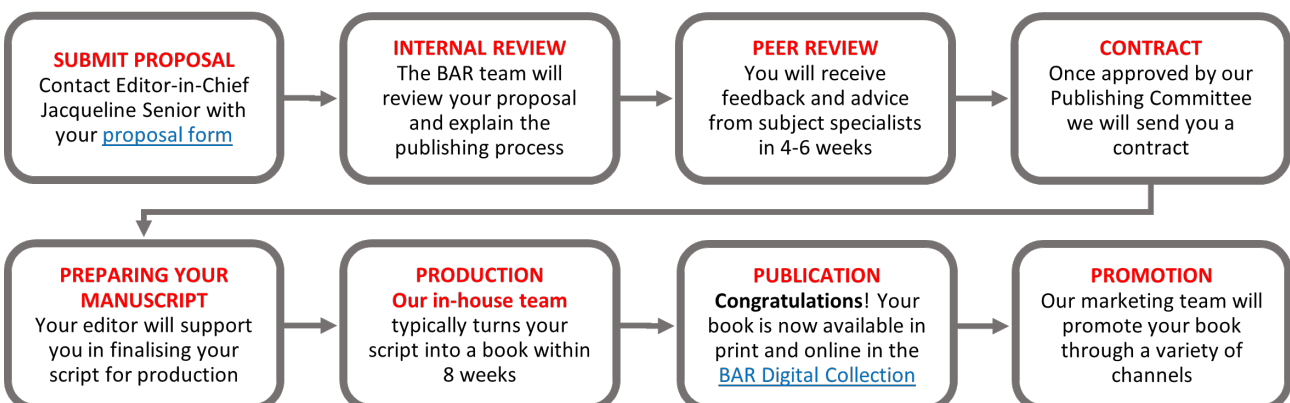 SUBMIT PROPOSAL
Contact Editor-in-Chief
Jacqueline Senior with
your proposal form
INTERNAL REVIEW
The BAR team will
review your proposal
and explain the
publishing process
PEER REVIEW
You will receive
feedback and advice
from subject specialists
in 4-6 weeks
CONTRACT
Once approved by our
Publishing Committee
we will send you a
contract
PREPARING YOUR
MANUSCRIPT
Your editor will support
you in finalising your
script for production
PRODUCTION
Our in-house team
typically turns your
script into a book within
8 weeks
PUBLICATION
Congratulations! Your
book is now available in
print and online in the
BAR Digital Collection
PROMOTION
Our marketing team will
promote your book
through a variety of
channels